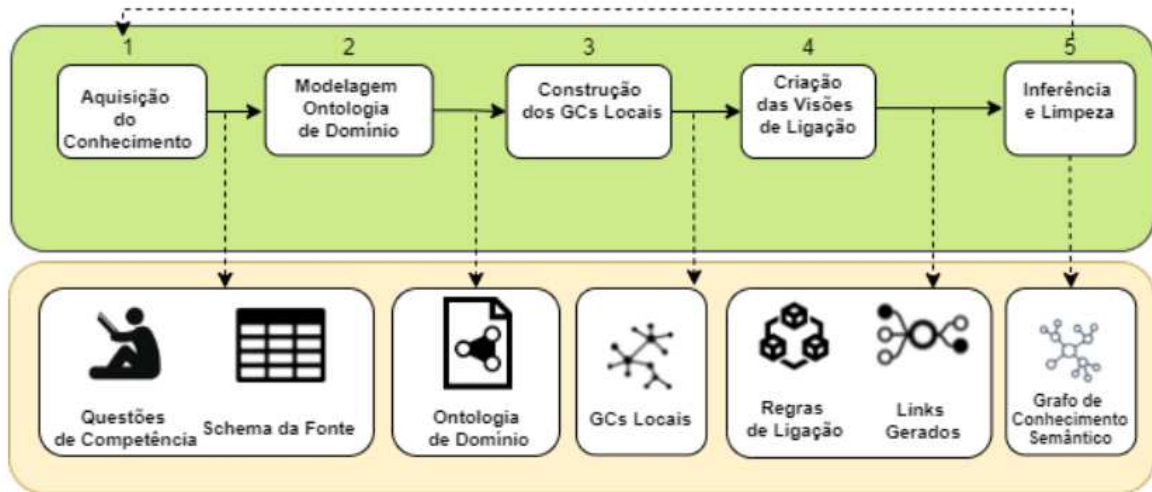 1
2
3
4
5
Aquisição
do
Conhecimento
Modelagem
Ontologia
de Domínio
Construção
dos GCs Locais
Criação
das Visões
de Ligação
Inferência
e Limpeza
Questões
de Competência
Schema da Fonte
Ontologia
de Domínio
GCs Locais
Regras
de Ligação
Links
Gerados
Grafo de
Conhecimento
Semântico